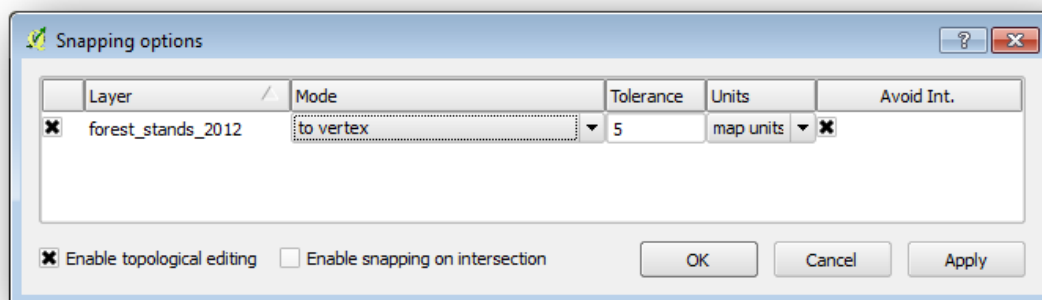 Snapping options
Layer Mode Tolerance Units Avoid Int.
forest_stands_2012 to vertex 5 map units
Enable topological editing Enable snapping on intersection OK Cancel Apply